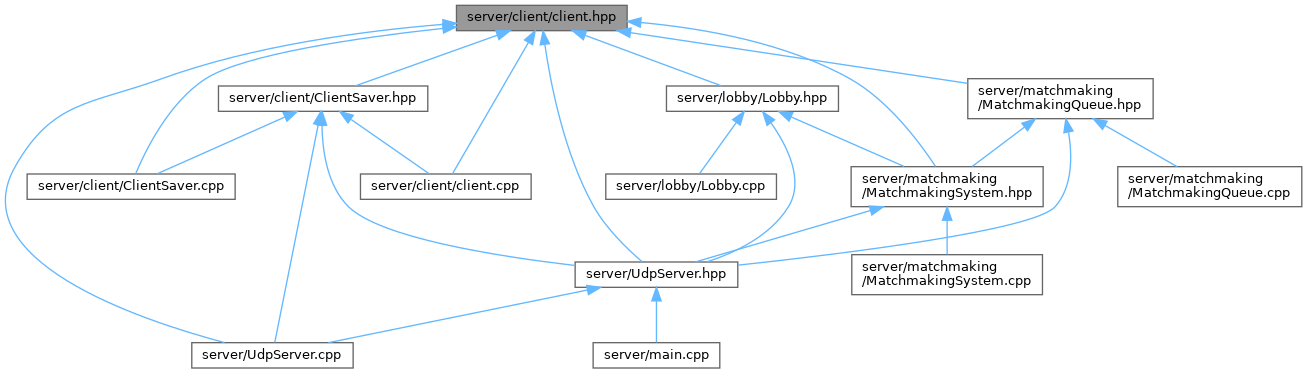 server/client/client.hpp
server/client/ClientSaver.hpp
server/lobby/Lobby.hpp
server/matchmaking
/MatchmakingQueue.hpp
server/client/ClientSaver.cpp
server/client/client.cpp
server/lobby/Lobby.cpp
server/matchmaking
/MatchmakingSystem.hpp
server/matchmaking
/MatchmakingQueue.cpp
server/UdpServer.hpp
server/matchmaking
/MatchmakingSystem.cpp
server/UdpServer.cpp
server/main.cpp